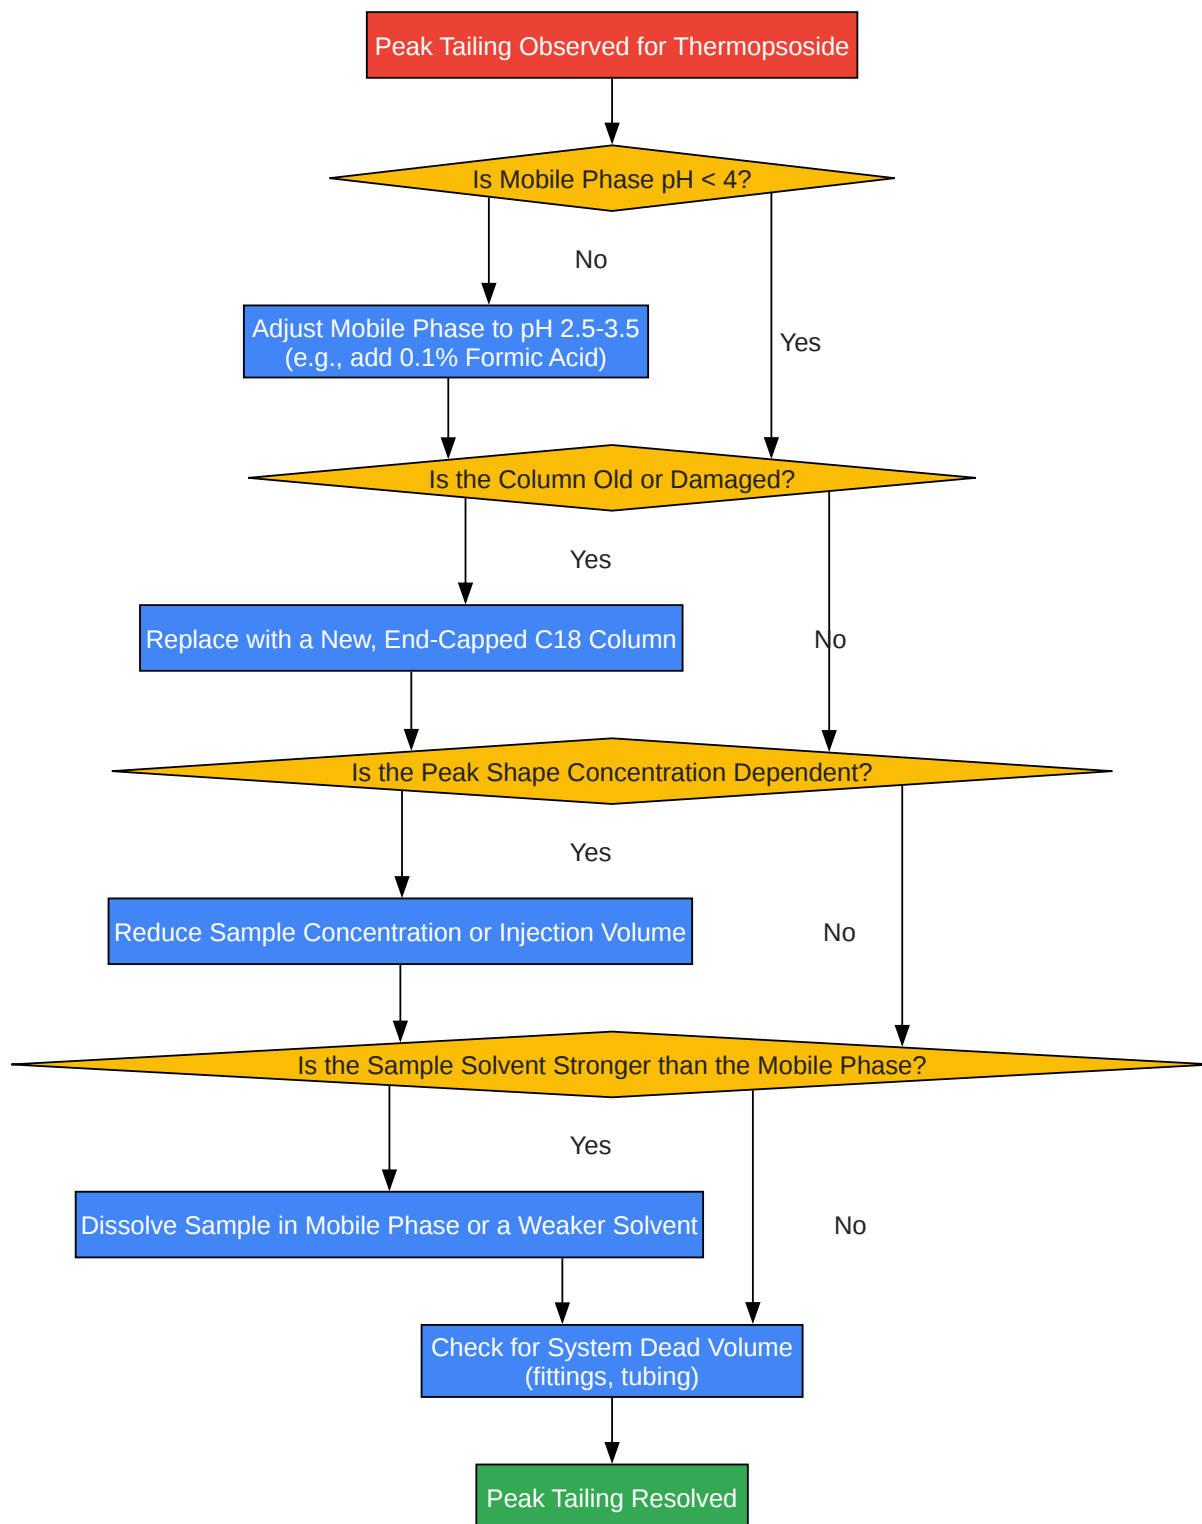 Peak Tailing Observed for Thermopsoside
Is Mobile Phase pH < 4?
No
Adjust Mobile Phase to pH 2.5-3.5
(e.g., add 0.1% Formic Acid)
Yes
Is the Column Old or Damaged?
Yes
Replace with a New, End-Capped C18 Column
No
Is the Peak Shape Concentration Dependent?
Yes
Reduce Sample Concentration or Injection Volume
No
Is the Sample Solvent Stronger than the Mobile Phase?
Yes
Dissolve Sample in Mobile Phase or a Weaker Solvent
No
Check for System Dead Volume
(fittings, tubing)
Peak Tailing Resolved